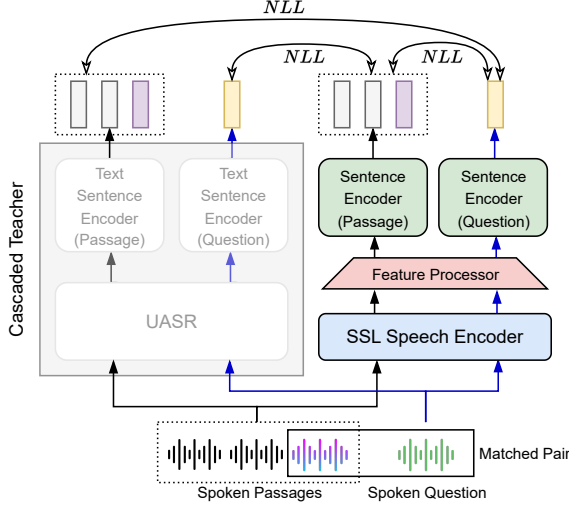 NLL
NLL
NLL
Cascaded Teacher
Text
Sentence
Encoder
(Passage)
Text
Sentence
Encoder
(Question)
UASR
Sentence
Encoder
(Passage)
Sentence
Encoder
(Question)
Feature Processor
SSL Speech Encoder
Matched Pair
Spoken Passages
Spoken Question